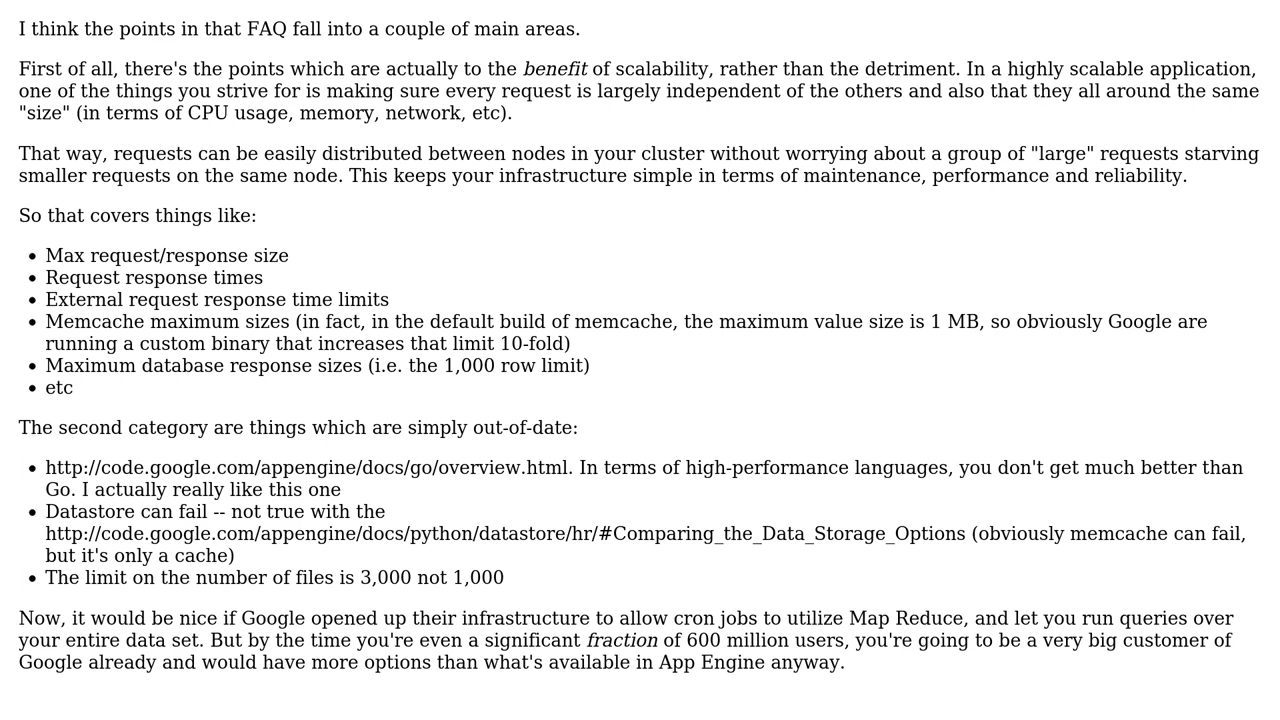 I think the points in that FAQ fall into a couple of main areas.
First of all, there's the points which are actually to the benefit of scalability, rather than the detriment. In a highly scalable application,
one of the things you strive for is making sure every request is largely independent of the others and also that they all around the same
"size" (in terms of CPU usage, memory, network, etc).
That way, requests can be easily distributed between nodes in your cluster without worrying about a group of "large" requests starving
smaller requests on the same node. This keeps your infrastructure simple in terms of maintenance, performance and reliability.
So that covers things like:
• Max request/response size
• Request response times
• External request response time limits
• Memcache maximum sizes (in fact, in the default build of memcache, the maximum value size is 1 MB, so obviously Google are
running a custom binary that increases that limit 10-fold)
• Maximum database response sizes (i.e. the 1,000 row limit)
• etc
The second category are things which are simply out-of-date:
• http://code.google.com/appengine/docs/go/overview.html. In terms of high-performance languages, you don't get much better than
Go. I actually really like this one
• Datastore can fail -- not true with the
http://code.google.com/appengine/docs/python/datastore/hr/#Comparing_the_Data_Storage_Options (obviously memcache can fail,
but it's only a cache)
• The limit on the number of files is 3,000 not 1,000
Now, it would be nice if Google opened up their infrastructure to allow cron jobs to utilize Map Reduce, and let you run queries over
your entire data set. But by the time you're even a significant fraction of 600 million users, you're going to be a very big customer of
Google already and would have more options than what's available in App Engine anyway.